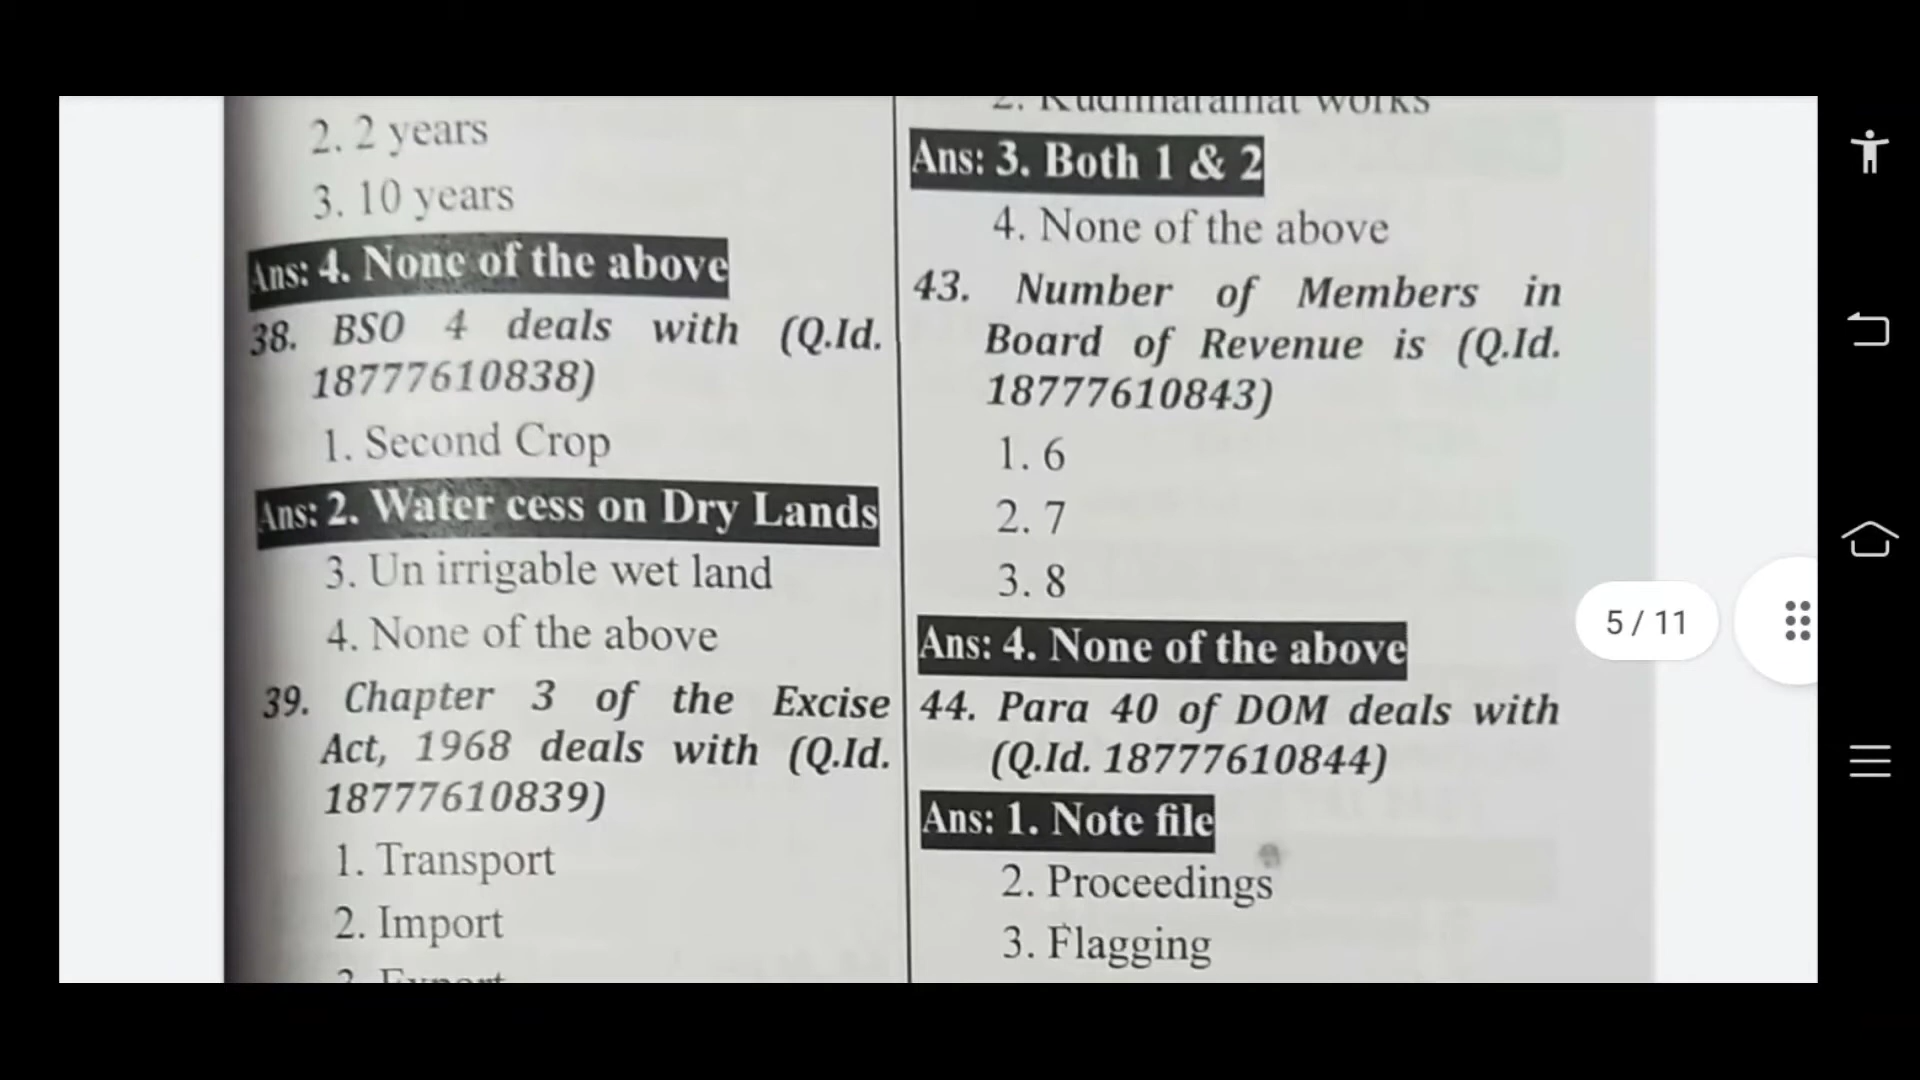 2. 2 years
3. 10 years
Ans: 4. None of the above
38. BSO 4 deals with (Q.Id.
18777610838)
1. Second Crop
Ans: 2. Water cess on Dry Lands
3. Un irrigable wet land
4. None of the above
39. Chapter 3 of the Excise
Act, 1968 deals with (Q.Id.
18777610839)
1. Transport
2. Import
3. Export
2. Kudimaramat works
Ans: 3. Both 1 & 2
4. None of the above
43. Number of Members in
Board of Revenue is (Q.Id.
18777610843)
1. 6
2. 7
3. 8
Ans: 4. None of the above
44. Para 40 of DOM deals with
(Q.Id. 18777610844)
Ans: 1. Note file
2. Proceedings
3. Flagging
5 / 11